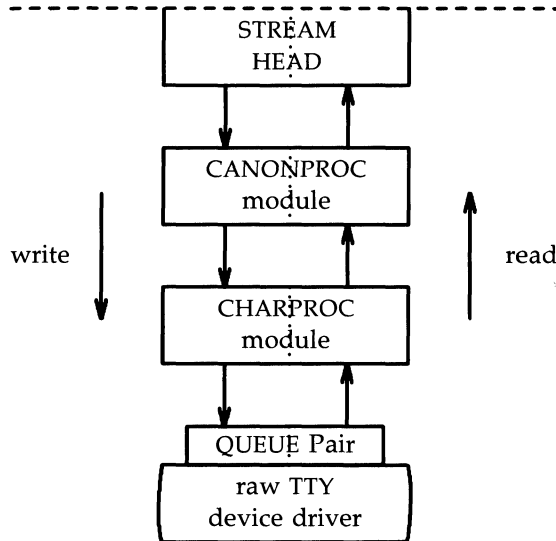 STREAM
HEAD
CANONPROC
module
write
read
CHARPROC
module
QUEUE Pair
raw TTY
device driver